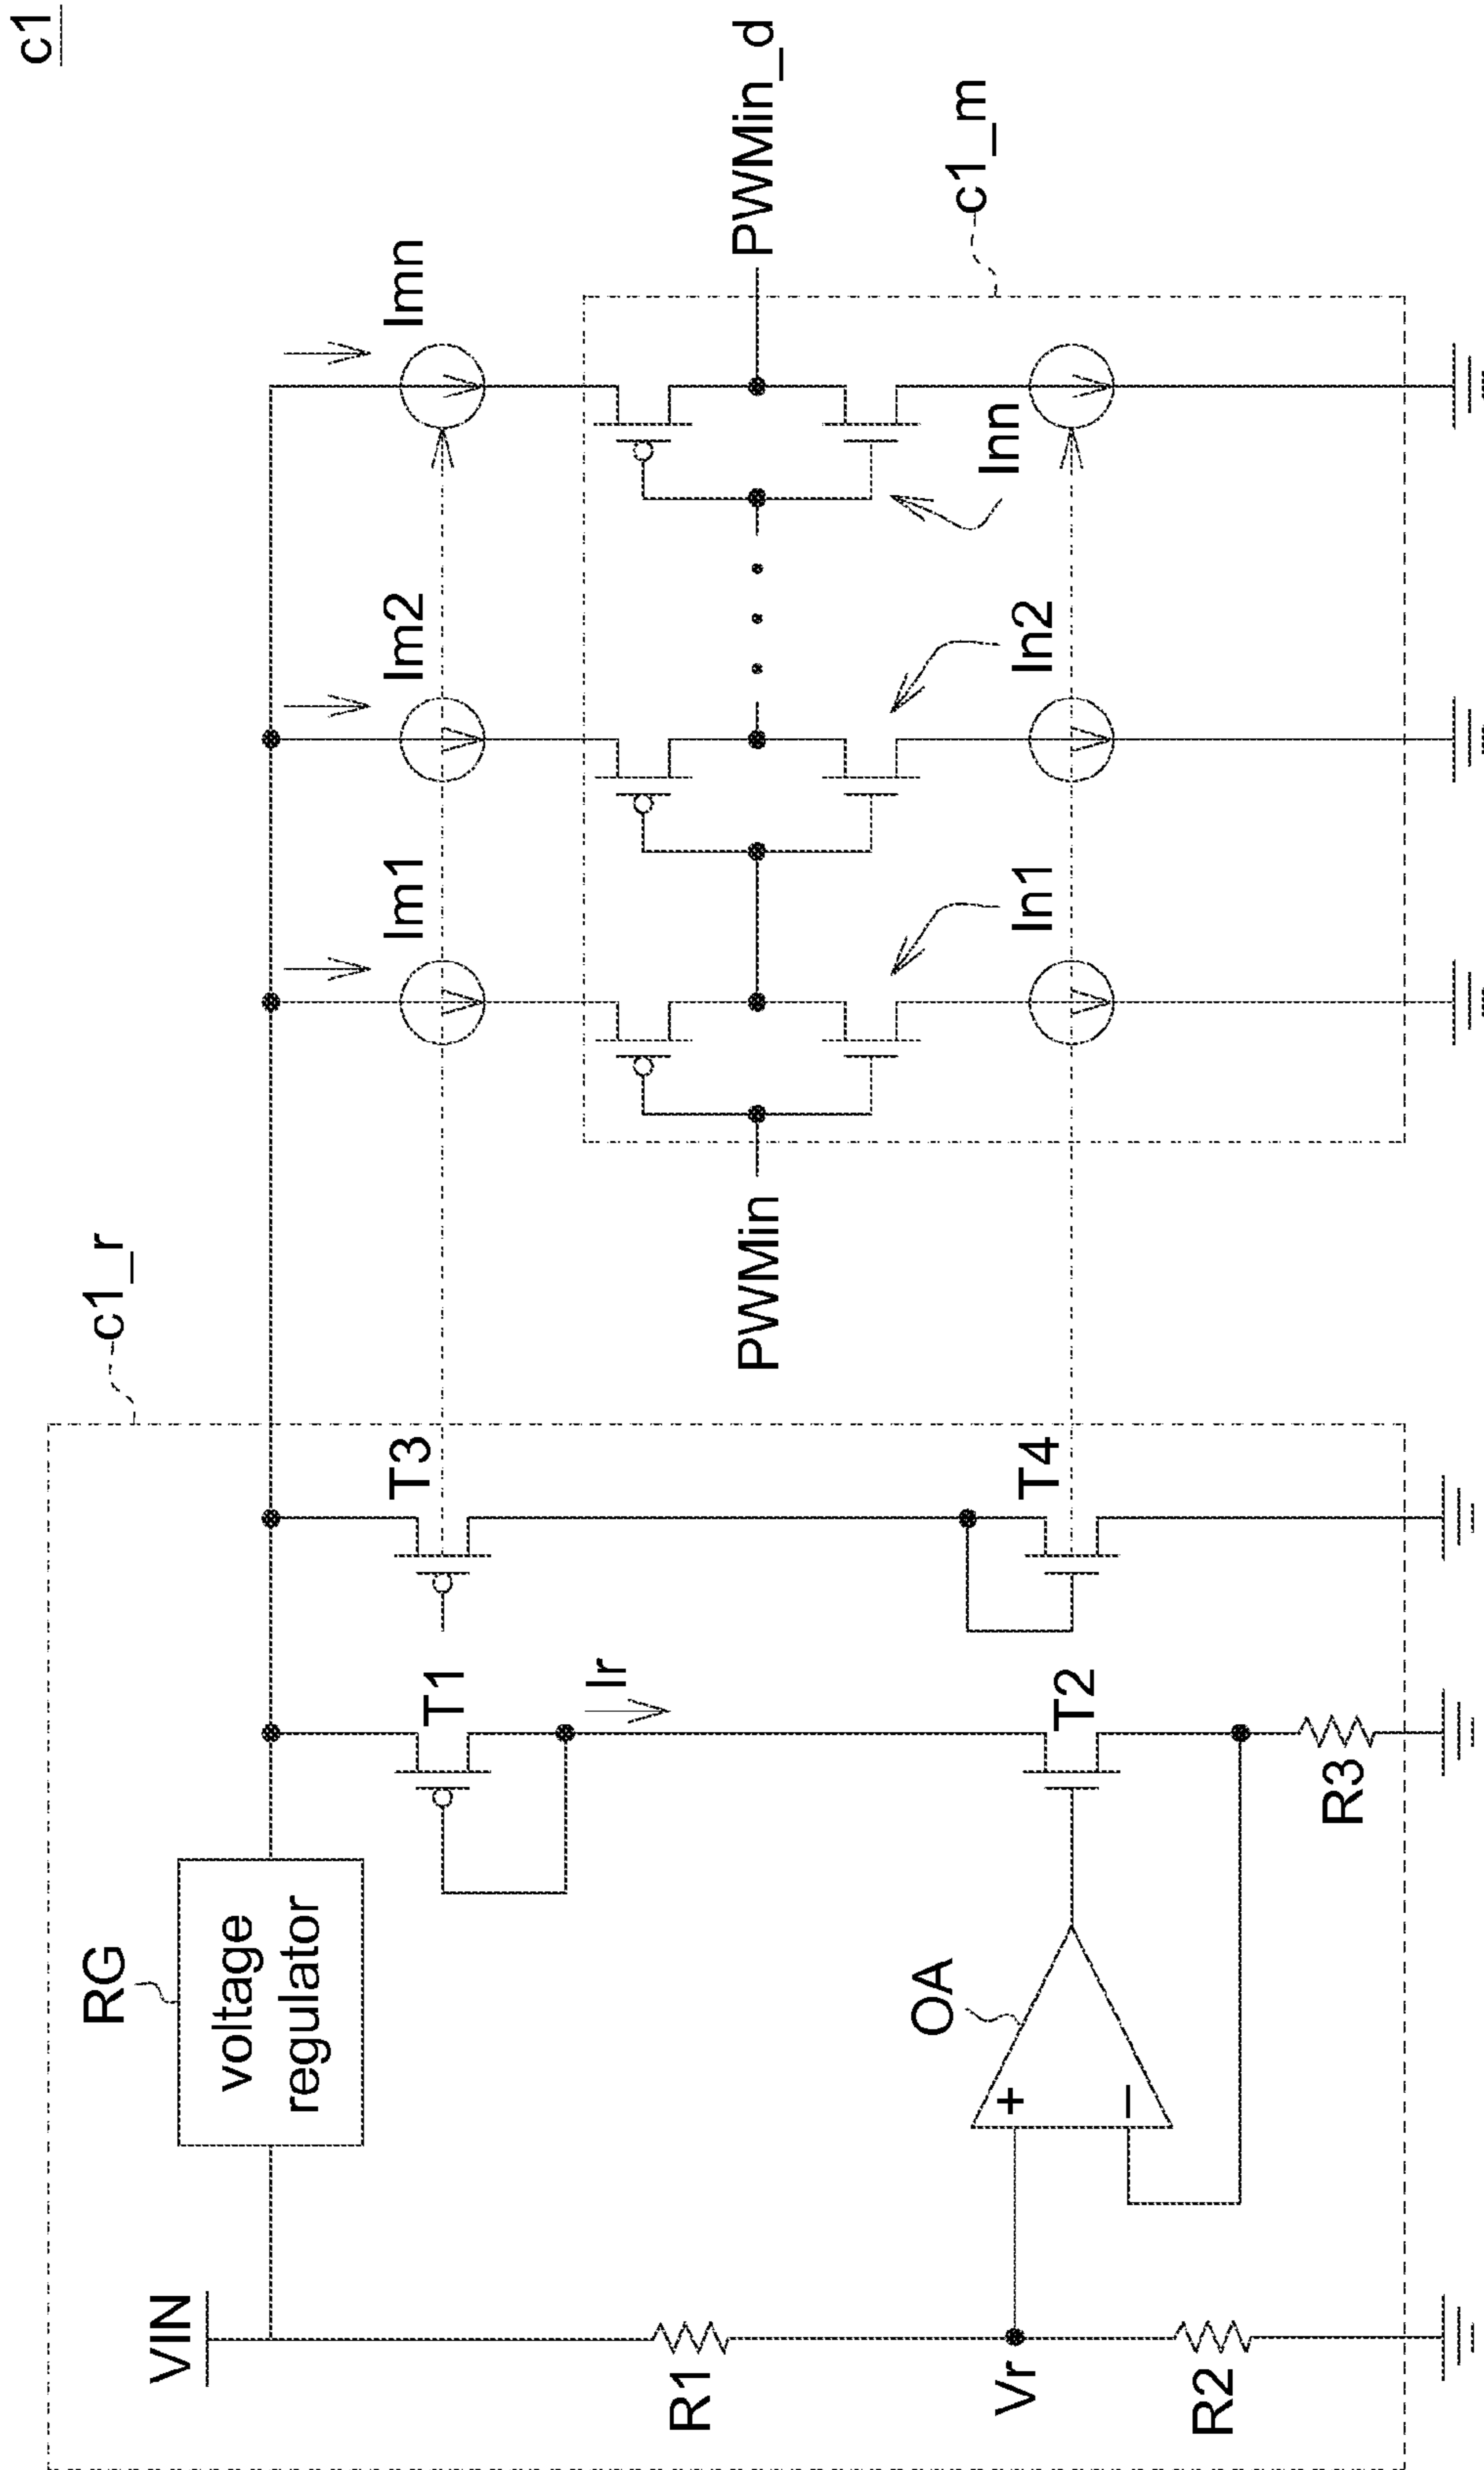 c1
c1_r
RG
voltage
regulator
VIN
T1
T3
Im1
Im2
Imn
Ir
R1
PWMin
PWMin_d
OA
+
−
Vr
T2
T4
In1
In2
Inn
c1_m
R2
R3